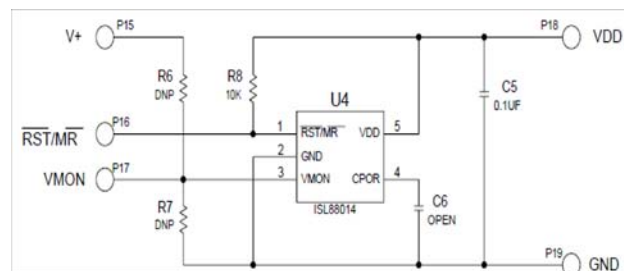 V+ P15
P18 VDD
R6
DNP
R8
10K
U4
C5
0.1UF
RST/MR P16
1 RST/MR VDD 5
2 GND
VMON P17
3 VMON CPOR 4
ISL88014
R7
DNP
C6
OPEN
P19 GND